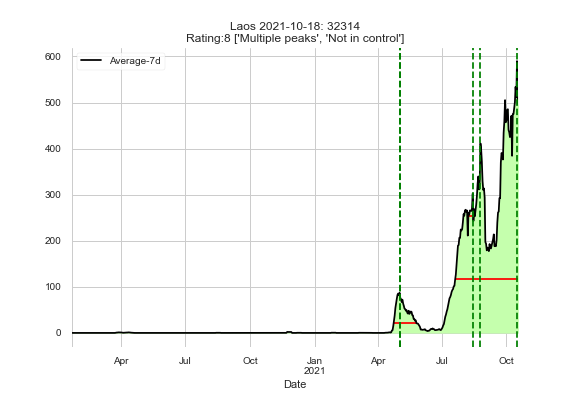 Laos 2021-10-18: 32314
Rating:8 ['Multiple peaks', 'Not in control']
Average-7d
600
500
400
300
200
100
0
Apr Jul Oct Jan Apr Jul Oct
2021
Date